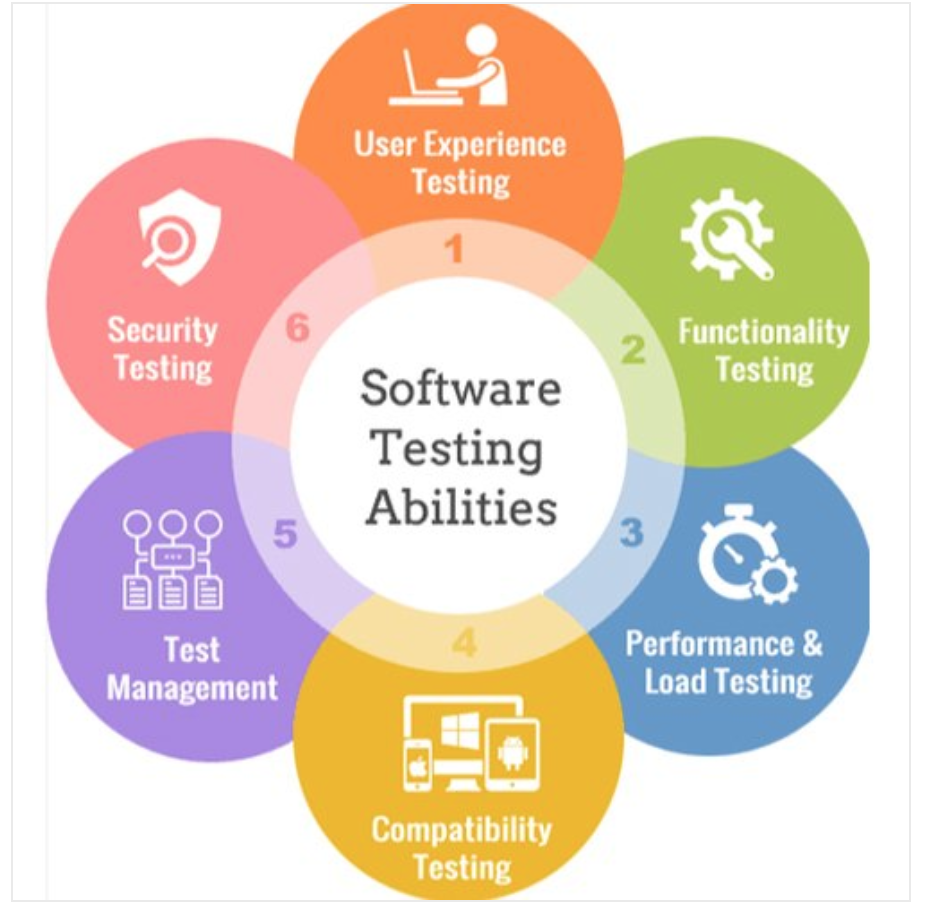 Software
Testing
Abilities
1
User Experience
Testing
2
Functionality
Testing
3
Performance &
Load Testing
4
Compatibility
Testing
5
Test
Management
6
Security
Testing